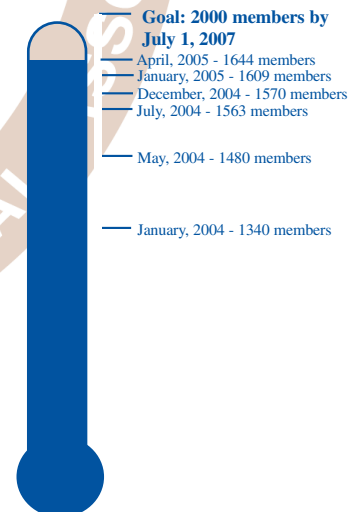 Goal: 2000 members by
July 1, 2007
April, 2005 - 1644 members
January, 2005 - 1609 members
December, 2004 - 1570 members
July, 2004 - 1563 members
May, 2004 - 1480 members
January, 2004 - 1340 members